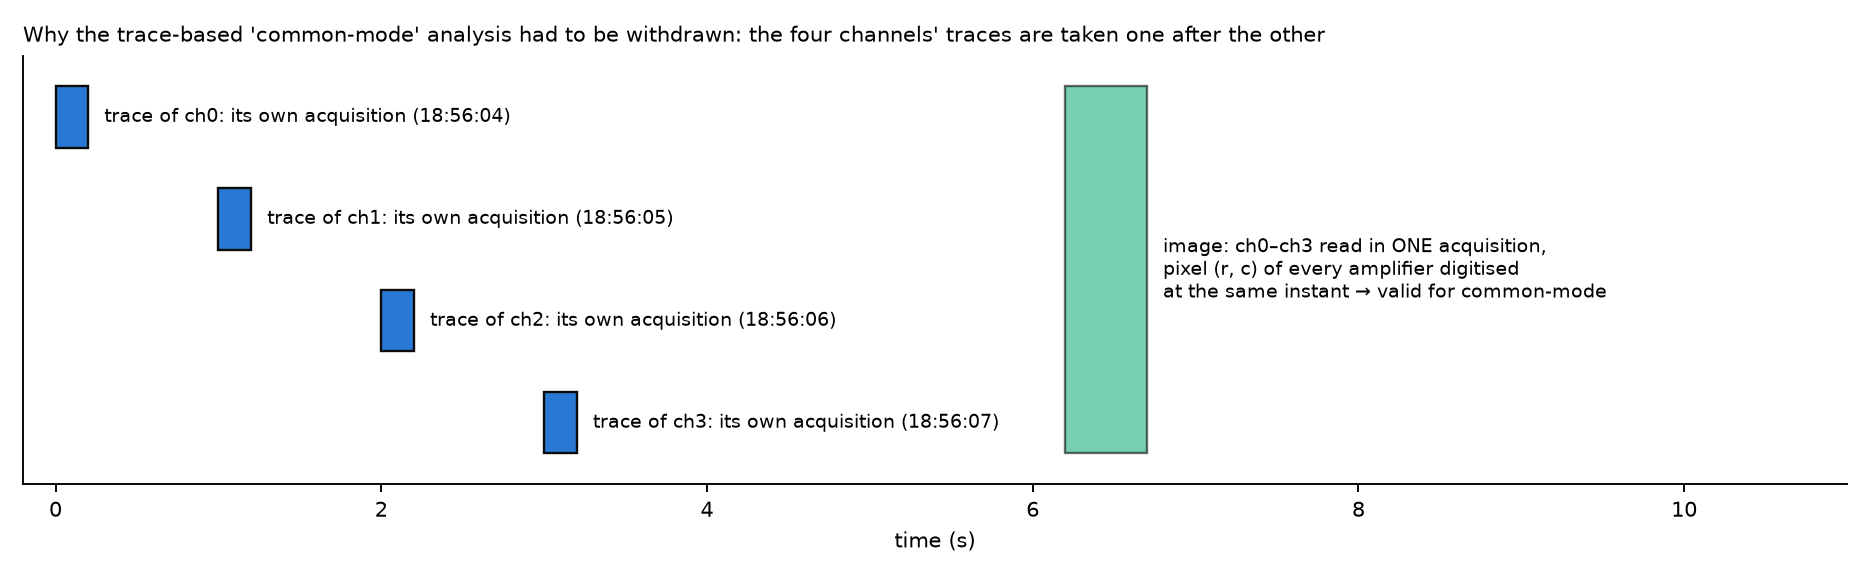 Why the trace-based 'common-mode' analysis had to be withdrawn: the four channels' traces are taken one after the other
trace of ch0: its own acquisition (18:56:04)
trace of ch1: its own acquisition (18:56:05)
image: ch0–ch3 read in ONE acquisition,
pixel (r, c) of every amplifier digitised
at the same instant → valid for common-mode
trace of ch2: its own acquisition (18:56:06)
trace of ch3: its own acquisition (18:56:07)
0 2 4 6 8 10
time (s)